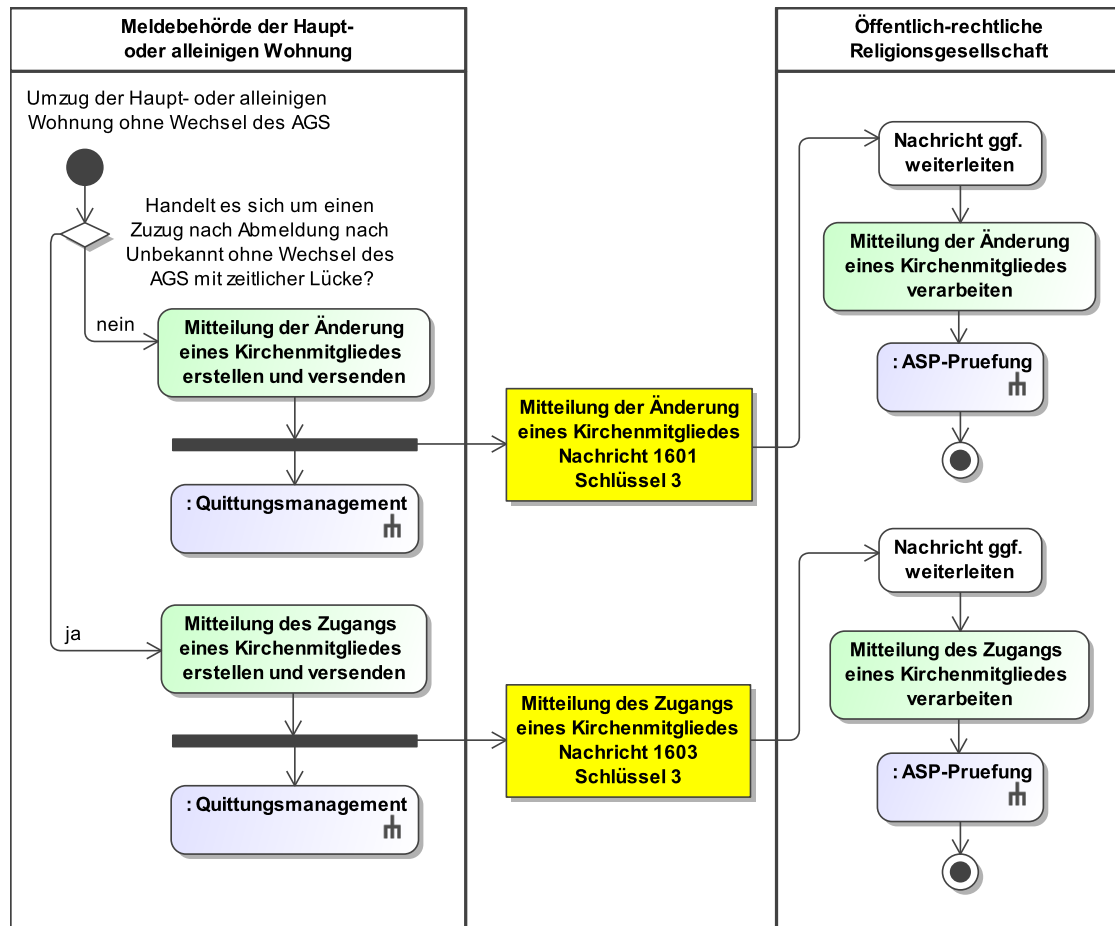 Meldebehörde der Haupt-
oder alleinigen Wohnung
Öffentlich-rechtliche
Religionsgesellschaft
Umzug der Haupt- oder alleinigen
Wohnung ohne Wechsel des AGS
Handelt es sich um einen
Zuzug nach Abmeldung nach
Unbekannt ohne Wechsel des
AGS mit zeitlicher Lücke?
nein
Mitteilung der Änderung
eines Kirchenmitgliedes
erstellen und versenden
: Quittungsmanagement
Mitteilung der Änderung
eines Kirchenmitgliedes
Nachricht 1601
Schlüssel 3
Nachricht ggf.
weiterleiten
Mitteilung der Änderung
eines Kirchenmitgliedes
verarbeiten
: ASP-Pruefung
ja
Mitteilung des Zugangs
eines Kirchenmitgliedes
erstellen und versenden
: Quittungsmanagement
Mitteilung des Zugangs
eines Kirchenmitgliedes
Nachricht 1603
Schlüssel 3
Nachricht ggf.
weiterleiten
Mitteilung des Zugangs
eines Kirchenmitgliedes
verarbeiten
: ASP-Pruefung